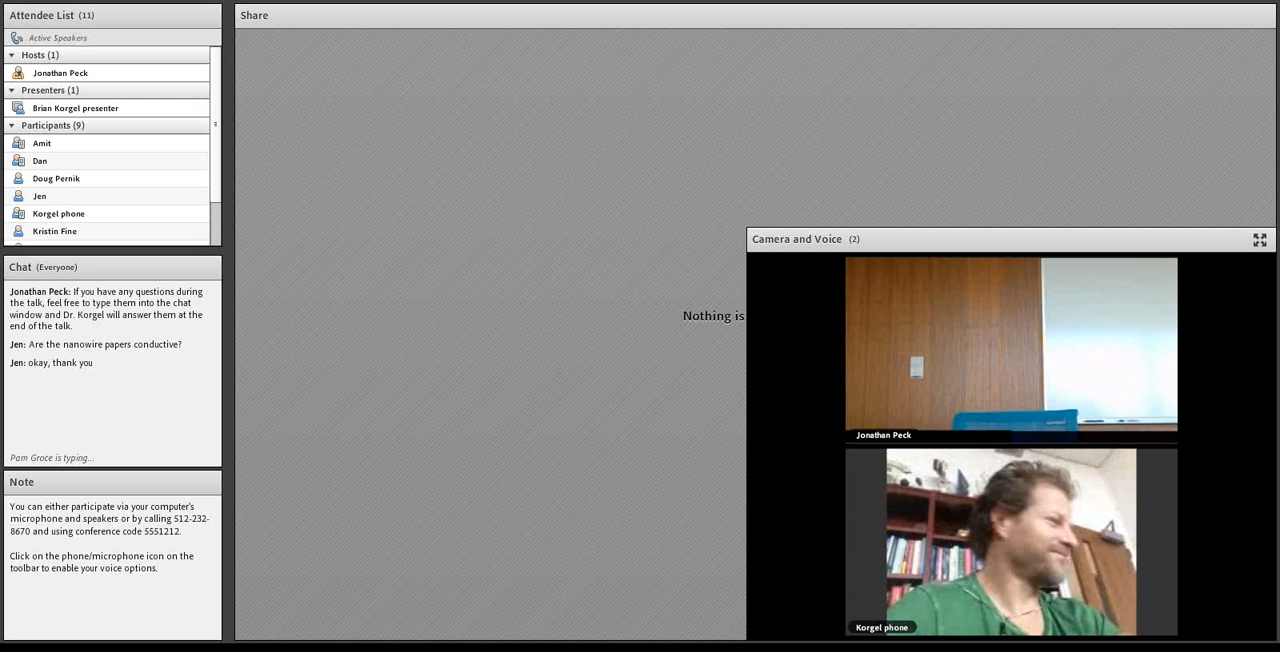 Attendee List (11)
Active Speakers
Hosts (1)
Jonathan Peck
Presenters (1)
Brian Korgel presenter
Participants (9)
Amit
Dan
Doug Pernik
Jen
Korgel phone
Kristin Fine
Chat (Everyone)
Jonathan Peck: If you have any questions during
the talk, feel free to type them into the chat
window and Dr. Korgel will answer them at the
end of the talk.
Jen: Are the nanowire papers conductive?
Jen: okay, thank you
Pam Groce is typing...
Note
You can either participate via your computer's
microphone and speakers or by calling 512-232-
8670 and using conference code 5551212.
Click on the phone/microphone icon on the
toolbar to enable your voice options.
Share
Nothing is
Camera and Voice (2)
Jonathan Peck
Korgel phone